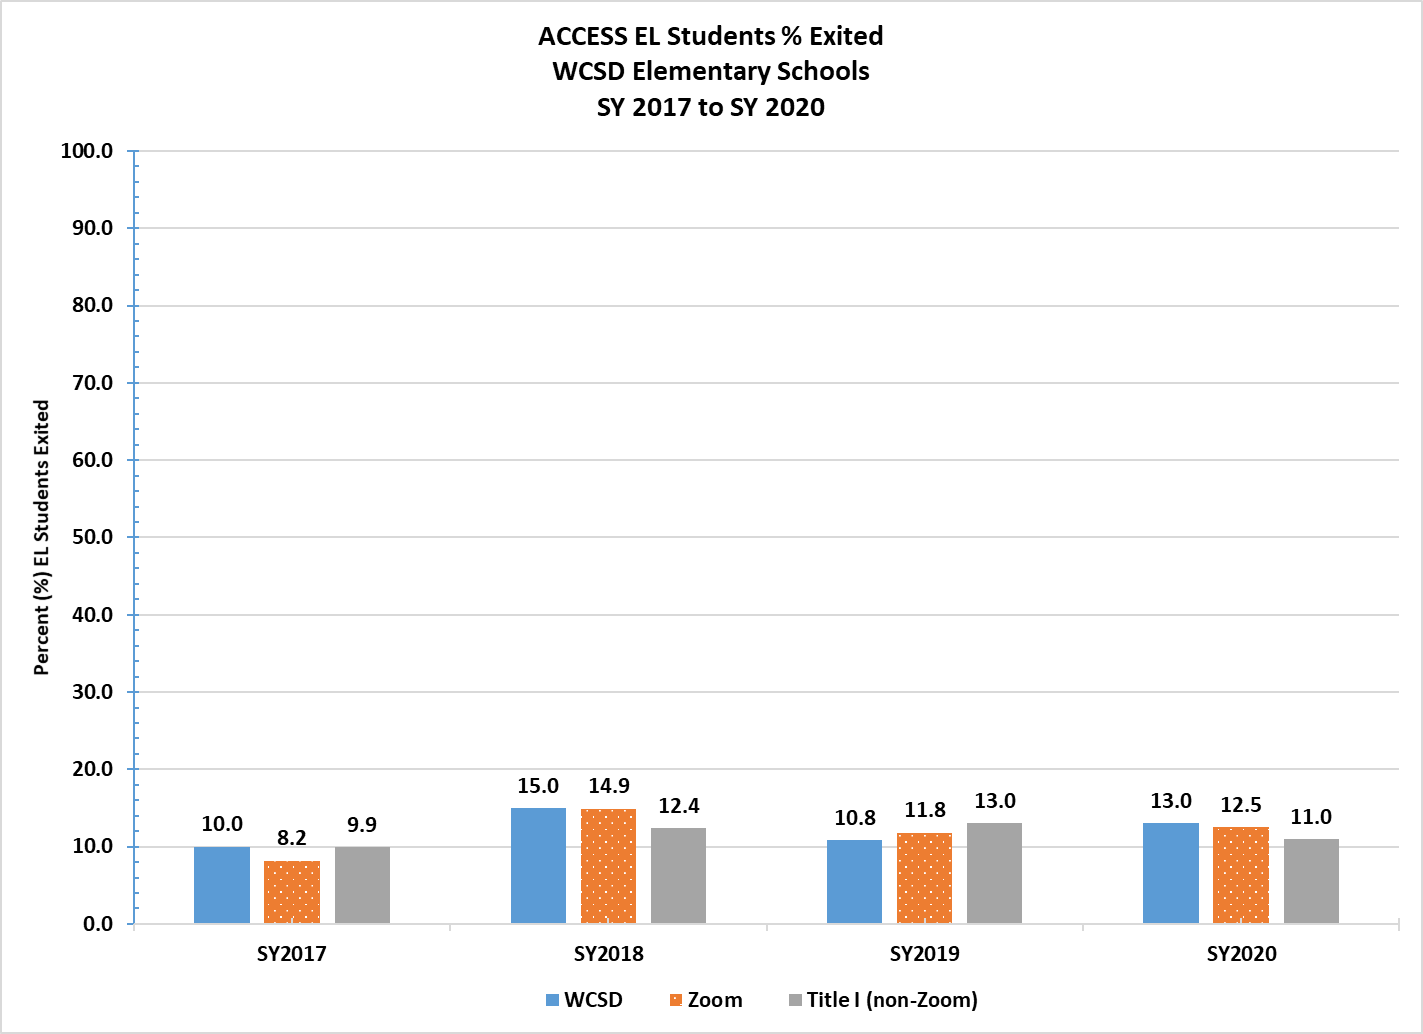 ACCESS EL Students % Exited
WCSD Elementary Schools
SY 2017 to SY 2020
Percent (%) EL Students Exited
100.0
90.0
80.0
70.0
60.0
50.0
40.0
30.0
20.0
10.0
0.0
10.0 8.2 9.9
15.0 14.9 12.4
10.8 11.8 13.0
13.0 12.5 11.0
SY2017 SY2018 SY2019 SY2020
WCSD Zoom Title I (non-Zoom)